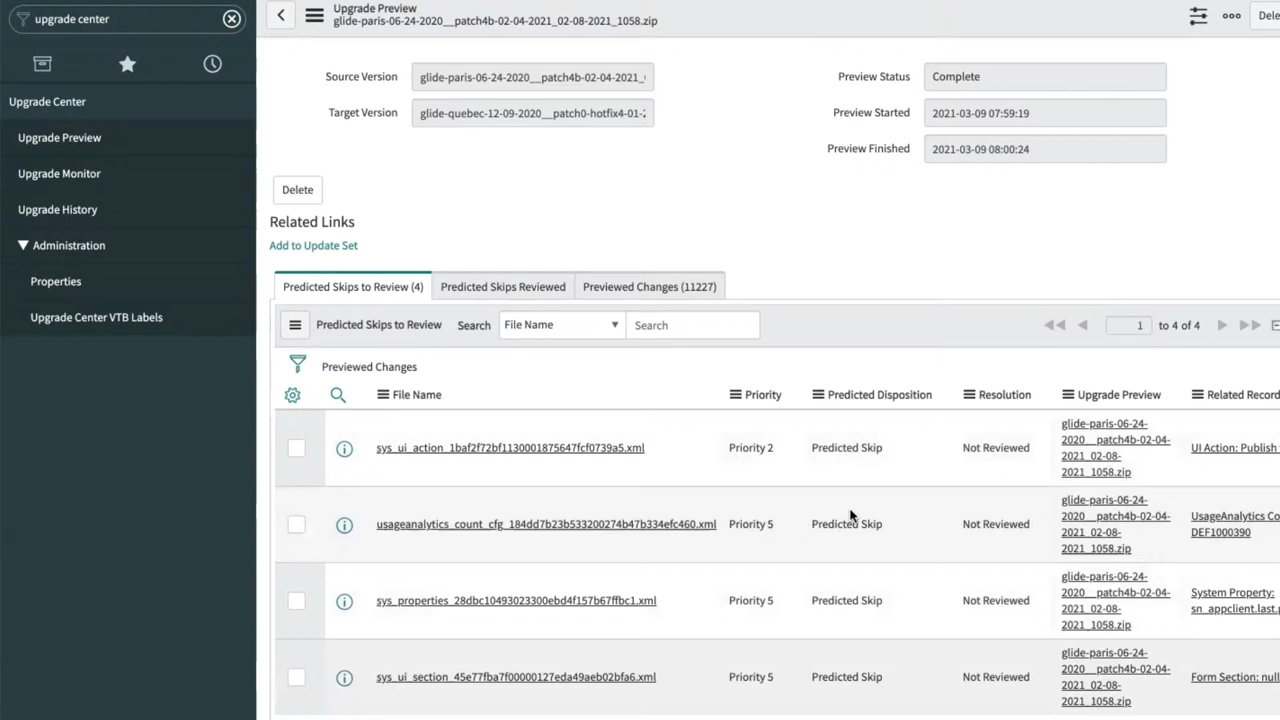 upgrade center
Upgrade Center
Upgrade Preview
Upgrade Monitor
Upgrade History
Administration
Properties
Upgrade Center VTB Labels
Upgrade Preview
glide-paris-06-24-2020__patch4b-02-04-2021_02-08-2021_1058.zip
Dele
Source Version glide-paris-06-24-2020__patch4b-02-04-2021_
Target Version glide-quebec-12-09-2020__patch0-hotfix4-01-
Preview Status Complete
Preview Started 2021-03-09 07:59:19
Preview Finished 2021-03-09 08:00:24
Delete
Related Links
Add to Update Set
Predicted Skips to Review (4) Predicted Skips Reviewed Previewed Changes (11227)
Predicted Skips to Review Search File Name Search 1 to 4 of 4
Previewed Changes
File Name Priority Predicted Disposition Resolution Upgrade Preview Related Record
glide-paris-06-24-
2020__patch4b-02-04-
2021_02-08-
2021_1058.zip
sys_ui_action_1baf2f72bf1130001875647fcf0739a5.xml Priority 2 Predicted Skip Not Reviewed UI Action: Publish
glide-paris-06-24-
2020__patch4b-02-04-
2021_02-08-
2021_1058.zip
usageanalytics_count_cfg_184dd7b23b533200274b47b334efc460.xml Priority 5 Predicted Skip Not Reviewed UsageAnalytics Co
DEF1000390
glide-paris-06-24-
2020__patch4b-02-04-
2021_02-08-
2021_1058.zip
sys_properties_28dbc10493023300ebd4f157b67ffbc1.xml Priority 5 Predicted Skip Not Reviewed System Property:
sn_appclient.last.p
glide-paris-06-24-
2020__patch4b-02-04-
2021_02-08-
2021_1058.zip
sys_ui_section_45e77fba7f00000127eda49aeb02bfa6.xml Priority 5 Predicted Skip Not Reviewed Form Section: null